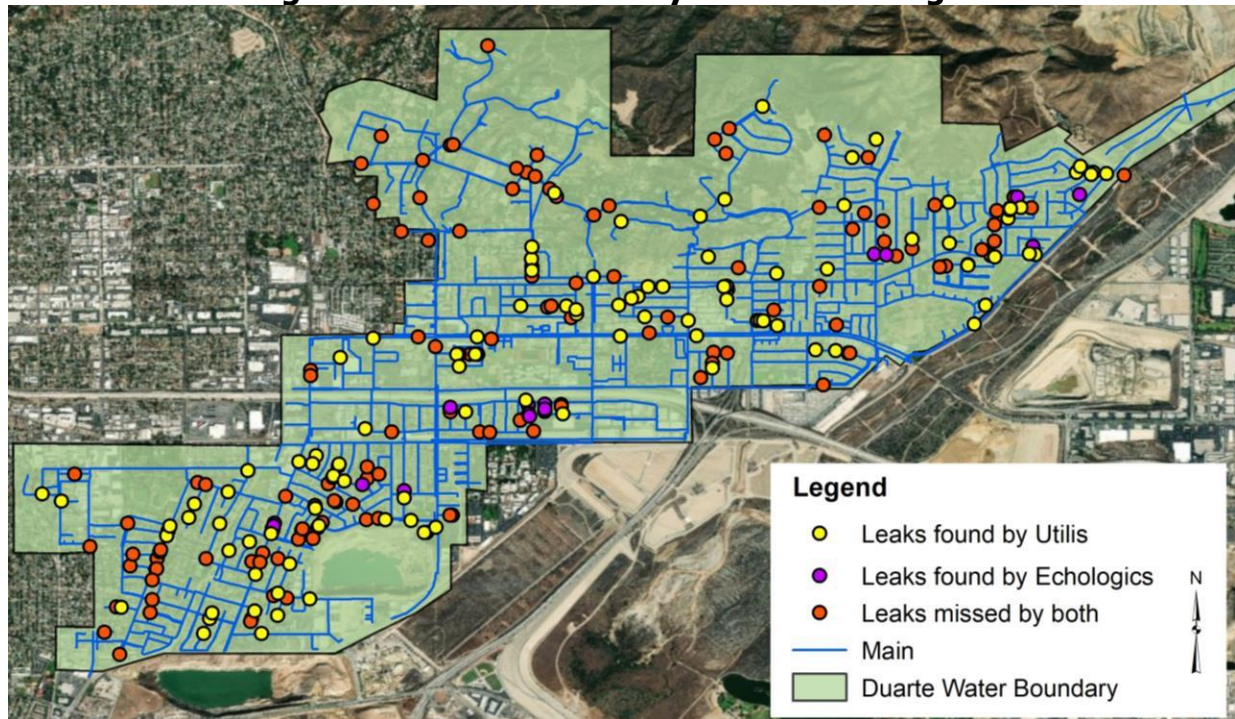 Legend
Leaks found by Utilis
Leaks found by Echologics
N
Leaks missed by both
Main
Duarte Water Boundary